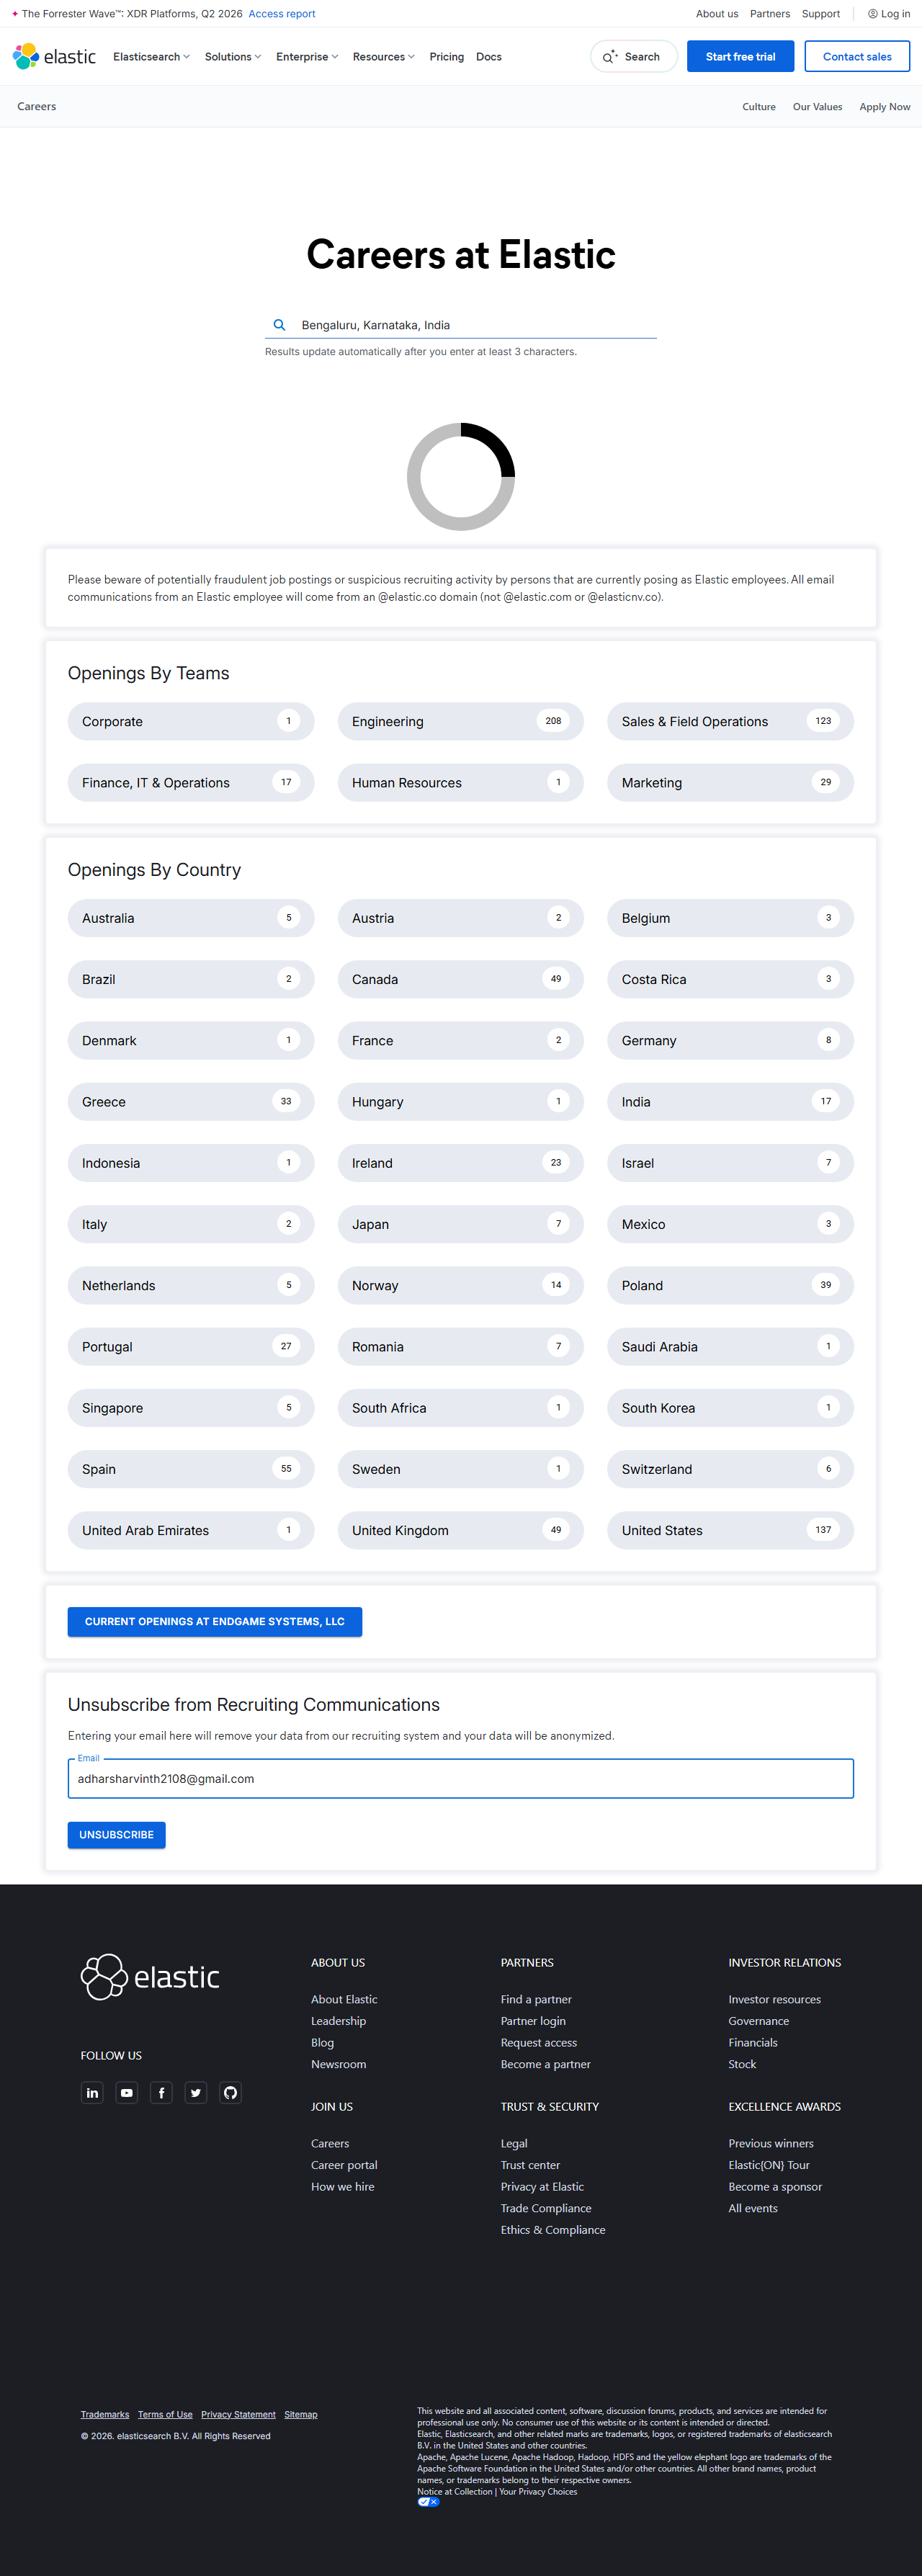 The Forrester Wave™: XDR Platforms, Q2 2026 Access report
About us Partners Support Log in
elastic Elasticsearch Solutions Enterprise Resources Pricing Docs Search Start free trial Contact sales
Careers Culture Our Values Apply Now
Careers at Elastic
Bengaluru, Karnataka, India
Results update automatically after you enter at least 3 characters.
Please beware of potentially fraudulent job postings or suspicious recruiting activity by persons that are currently posing as Elastic employees. All email
communications from an Elastic employee will come from an @elastic.co domain (not @elastic.com or @elasticnv.co).
Openings By Teams
Corporate 1 Engineering 208 Sales & Field Operations 123
Finance, IT & Operations 17 Human Resources 1 Marketing 29
Openings By Country
Australia 5 Austria 2 Belgium 3
Brazil 2 Canada 49 Costa Rica 3
Denmark 1 France 2 Germany 8
Greece 33 Hungary 1 India 17
Indonesia 1 Ireland 23 Israel 7
Italy 2 Japan 7 Mexico 3
Netherlands 5 Norway 14 Poland 39
Portugal 27 Romania 7 Saudi Arabia 1
Singapore 5 South Africa 1 South Korea 1
Spain 55 Sweden 1 Switzerland 6
United Arab Emirates 1 United Kingdom 49 United States 137
CURRENT OPENINGS AT ENDGAME SYSTEMS, LLC
Unsubscribe from Recruiting Communications
Entering your email here will remove your data from our recruiting system and your data will be anonymized.
Email
adharsharvinth2108@gmail.com
UNSUBSCRIBE
elastic
FOLLOW US
ABOUT US
About Elastic
Leadership
Blog
Newsroom
PARTNERS
Find a partner
Partner login
Request access
Become a partner
INVESTOR RELATIONS
Investor resources
Governance
Financials
Stock
JOIN US
Careers
Career portal
How we hire
TRUST & SECURITY
Legal
Trust center
Privacy at Elastic
Trade Compliance
Ethics & Compliance
EXCELLENCE AWARDS
Previous winners
Elastic{ON} Tour
Become a sponsor
All events
Trademarks Terms of Use Privacy Statement Sitemap
© 2026. elasticsearch B.V. All Rights Reserved
This website and all associated content, software, discussion forums, products, and services are intended for
professional use only. No consumer use of this website or its content is intended or directed.
Elastic, Elasticsearch, and other related marks are trademarks, logos, or registered trademarks of elasticsearch
B.V. in the United States and other countries.
Apache, Apache Lucene, Apache Hadoop, Hadoop, HDFS and the yellow elephant logo are trademarks of the
Apache Software Foundation in the United States and/or other countries. All other brand names, product
names, or trademarks belong to their respective owners.
Notice at Collection | Your Privacy Choices